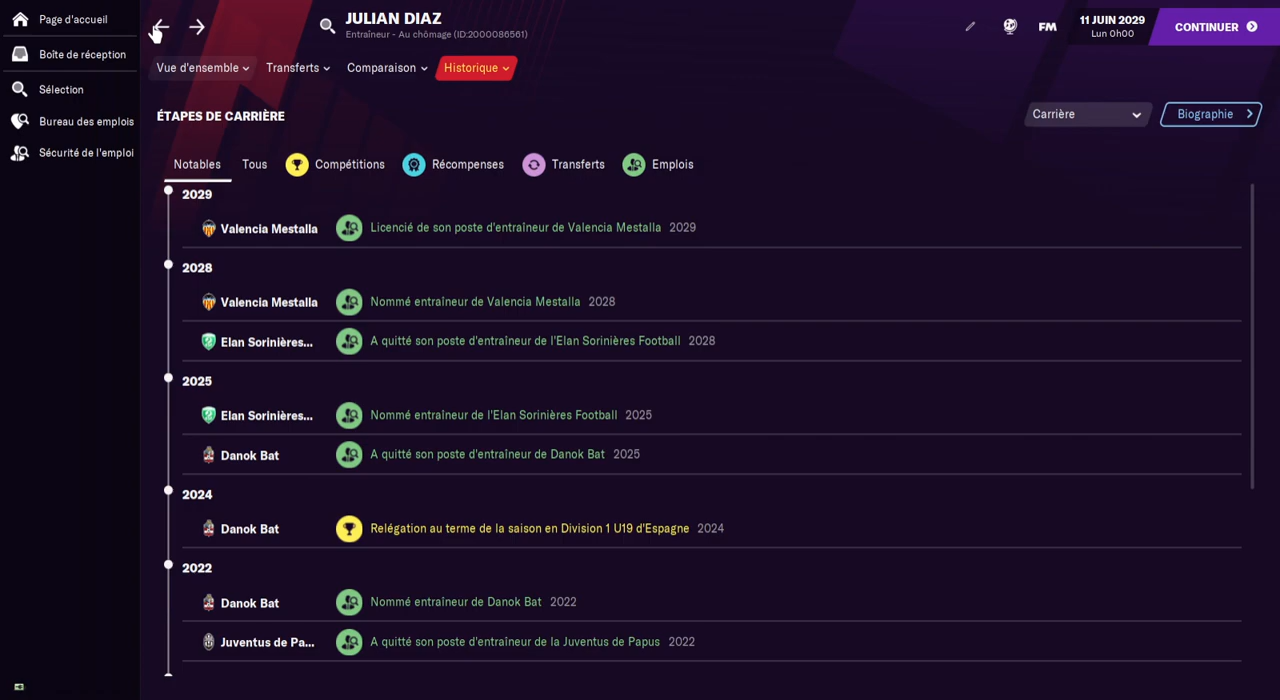 Page d'accueil
Boîte de réception
Sélection
Bureau des emplois
Sécurité de l'emploi
JULIAN DIAZ
Entraîneur - Au chômage (ID:2000086561)
FM
11 JUIN 2029
Lun 0h00
CONTINUER
Vue d'ensemble
Transferts
Comparaison
Historique
ÉTAPES DE CARRIÈRE
Carrière
Biographie
Notables
Tous
Compétitions
Récompenses
Transferts
Emplois
2029
Valencia Mestalla Licencié de son poste d'entraîneur de Valencia Mestalla 2029
2028
Valencia Mestalla Nommé entraîneur de Valencia Mestalla 2028
Elan Sorinières... A quitté son poste d'entraîneur de l'Elan Sorinières Football 2028
2025
Elan Sorinières... Nommé entraîneur de l'Elan Sorinières Football 2025
Danok Bat A quitté son poste d'entraîneur de Danok Bat 2025
2024
Danok Bat Relégation au terme de la saison en Division 1 U19 d'Espagne 2024
2022
Danok Bat Nommé entraîneur de Danok Bat 2022
Juventus de Pa... A quitté son poste d'entraîneur de la Juventus de Papus 2022